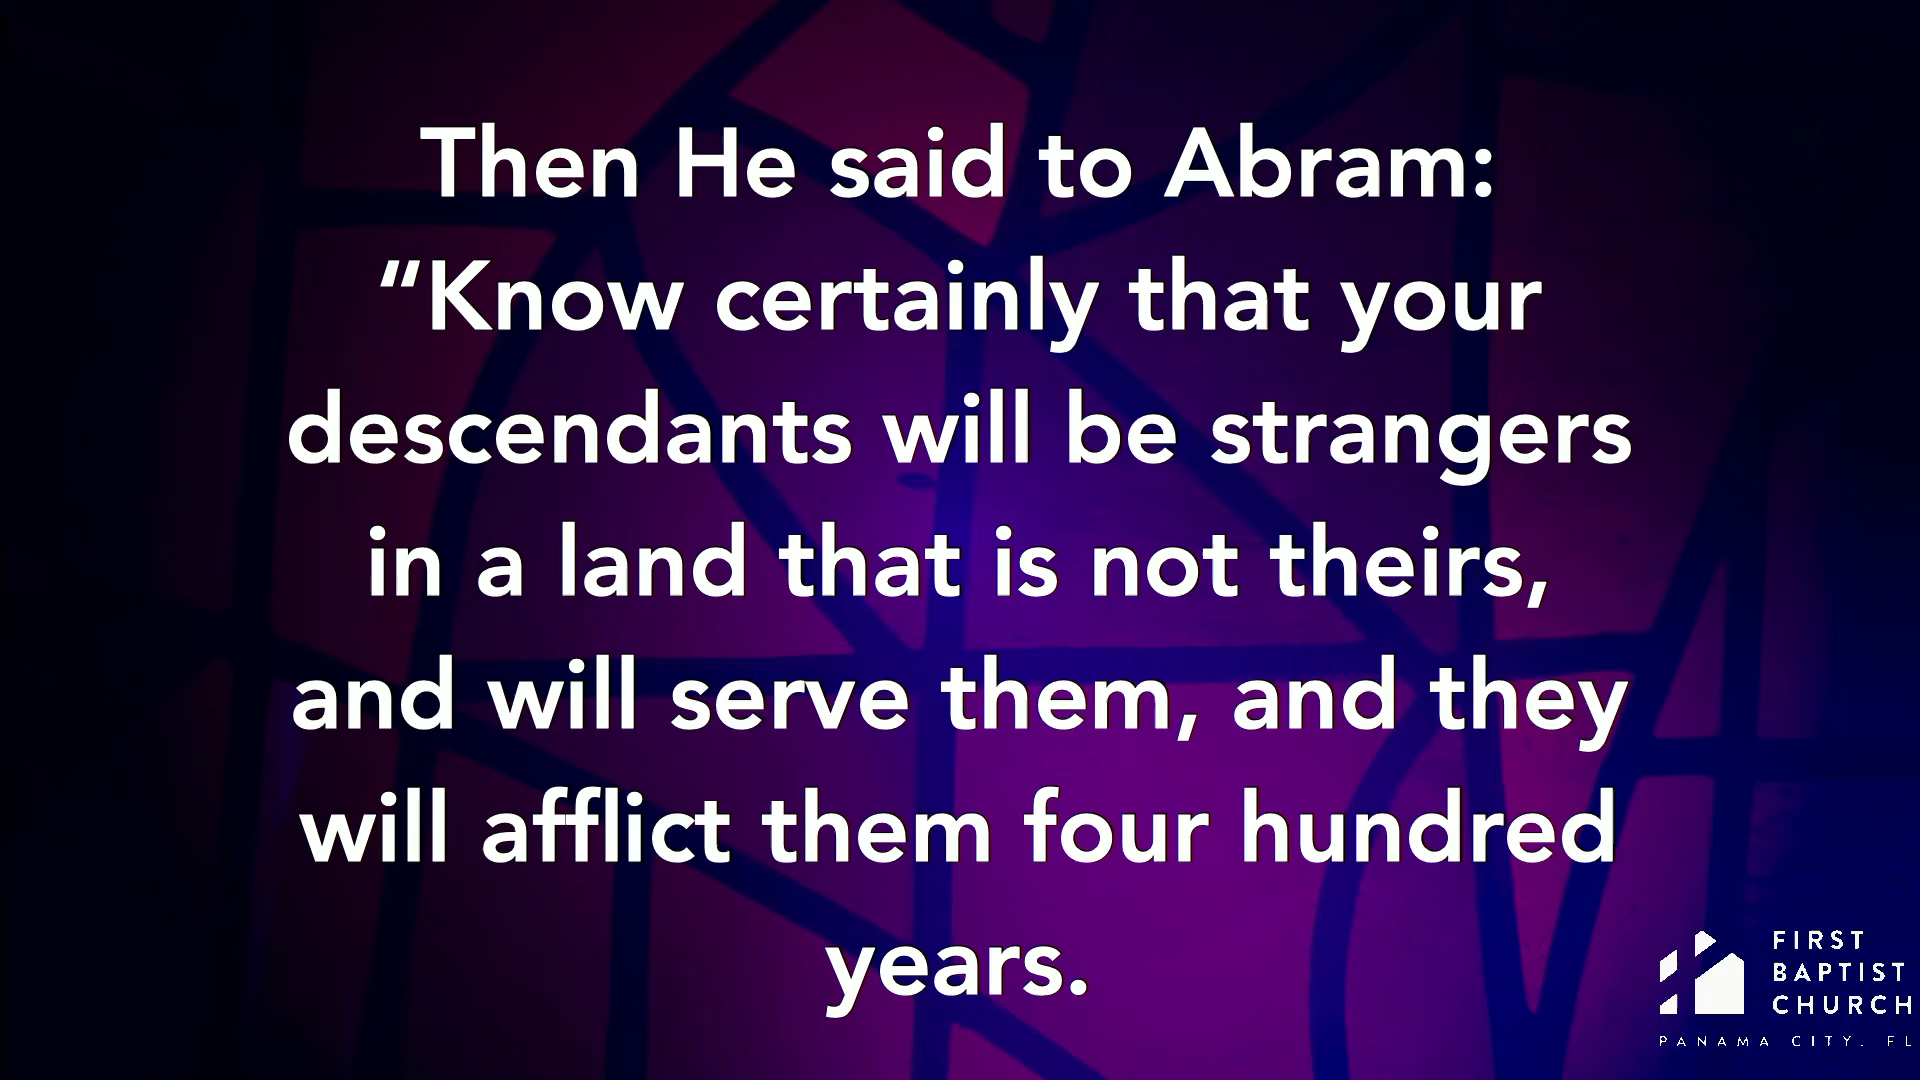 Then He said to Abram:
“Know certainly that your
descendants will be strangers
in a land that is not theirs,
and will serve them, and they
will afflict them four hundred
years.
FIRST
BAPTIST
CHURCH
PANAMA CITY, FL